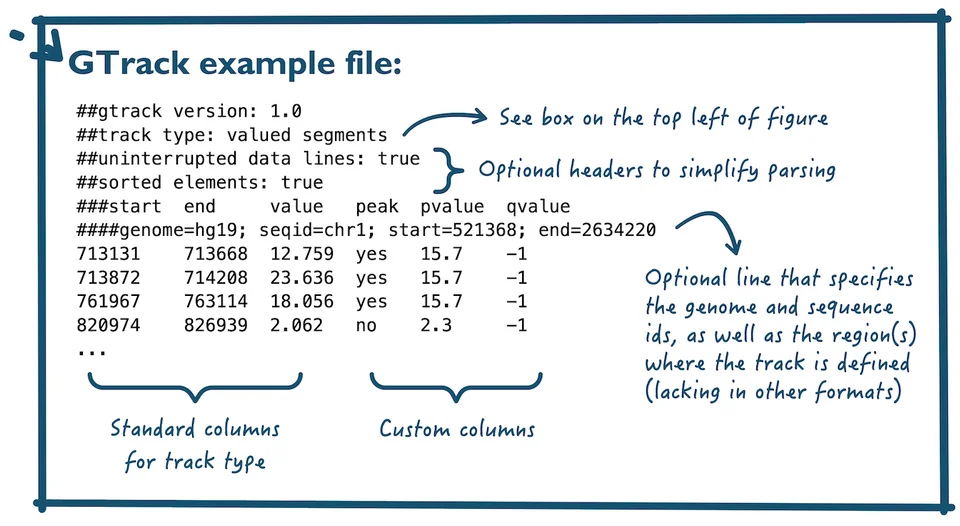 GTrack example file:
##gtrack version: 1.0
##track type: valued segments
See box on the top left of figure
##uninterrupted data lines: true
##sorted elements: true
Optional headers to simplify parsing
###start end value peak pvalue qvalue
####genome=hg19; seqid=chr1; start=521368; end=2634220
713131 713668 12.759 yes 15.7 -1
713872 714208 23.636 yes 15.7 -1
761967 763114 18.056 yes 15.7 -1
820974 826939 2.062 no 2.3 -1
...
Optional line that specifies
the genome and sequence
ids, as well as the region(s)
where the track is defined
(lacking in other formats)
Standard columns
for track type
Custom columns